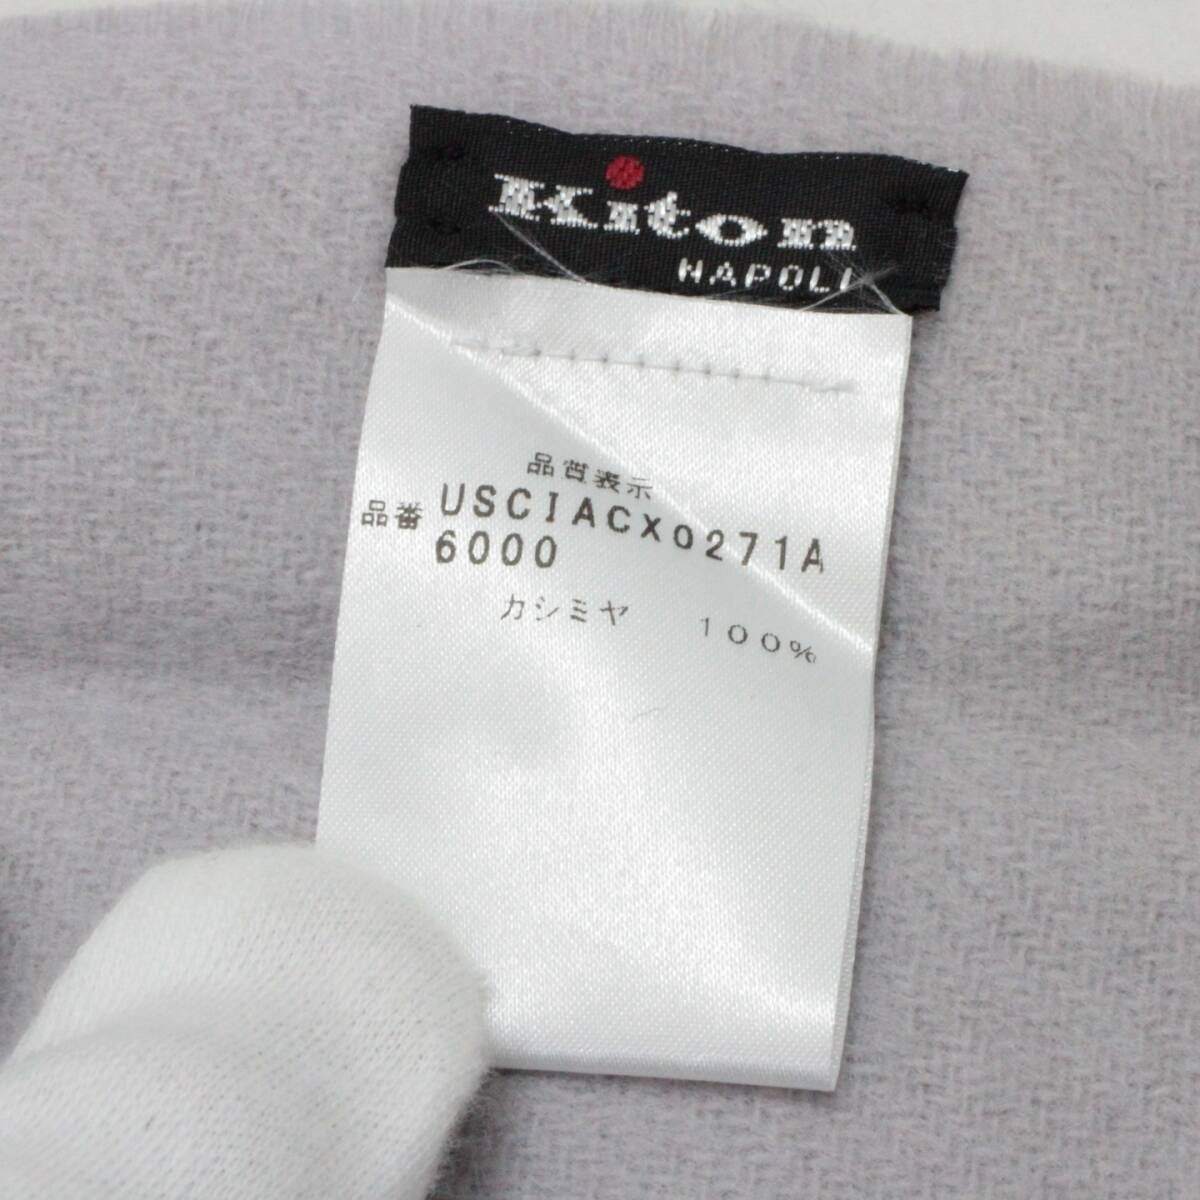 Kiton
NAPOLI
品質表示
品番 USCIACX0271A
6000
カシミヤ 100%